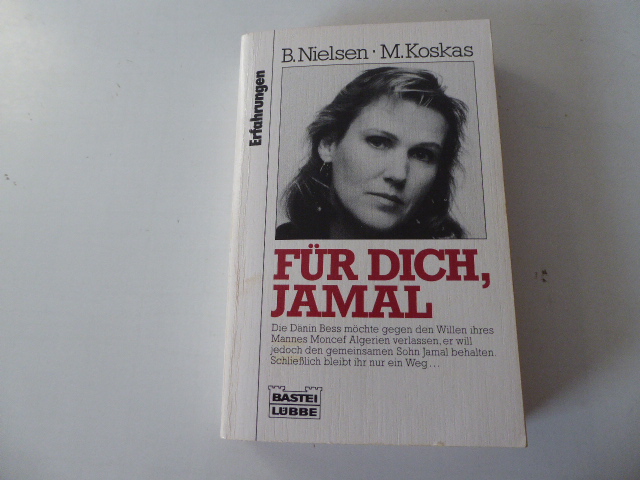 B. Nielsen · M. Koskas
Erfahrungen
FÜR DICH,
JAMAL
Die Dänin Bess möchte gegen den Willen ihres
Mannes Moncef Algerien verlassen, er will
jedoch den gemeinsamen Sohn Jamal behalten.
Schließlich bleibt ihr nur ein Weg ...
BASTEI
LÜBBE